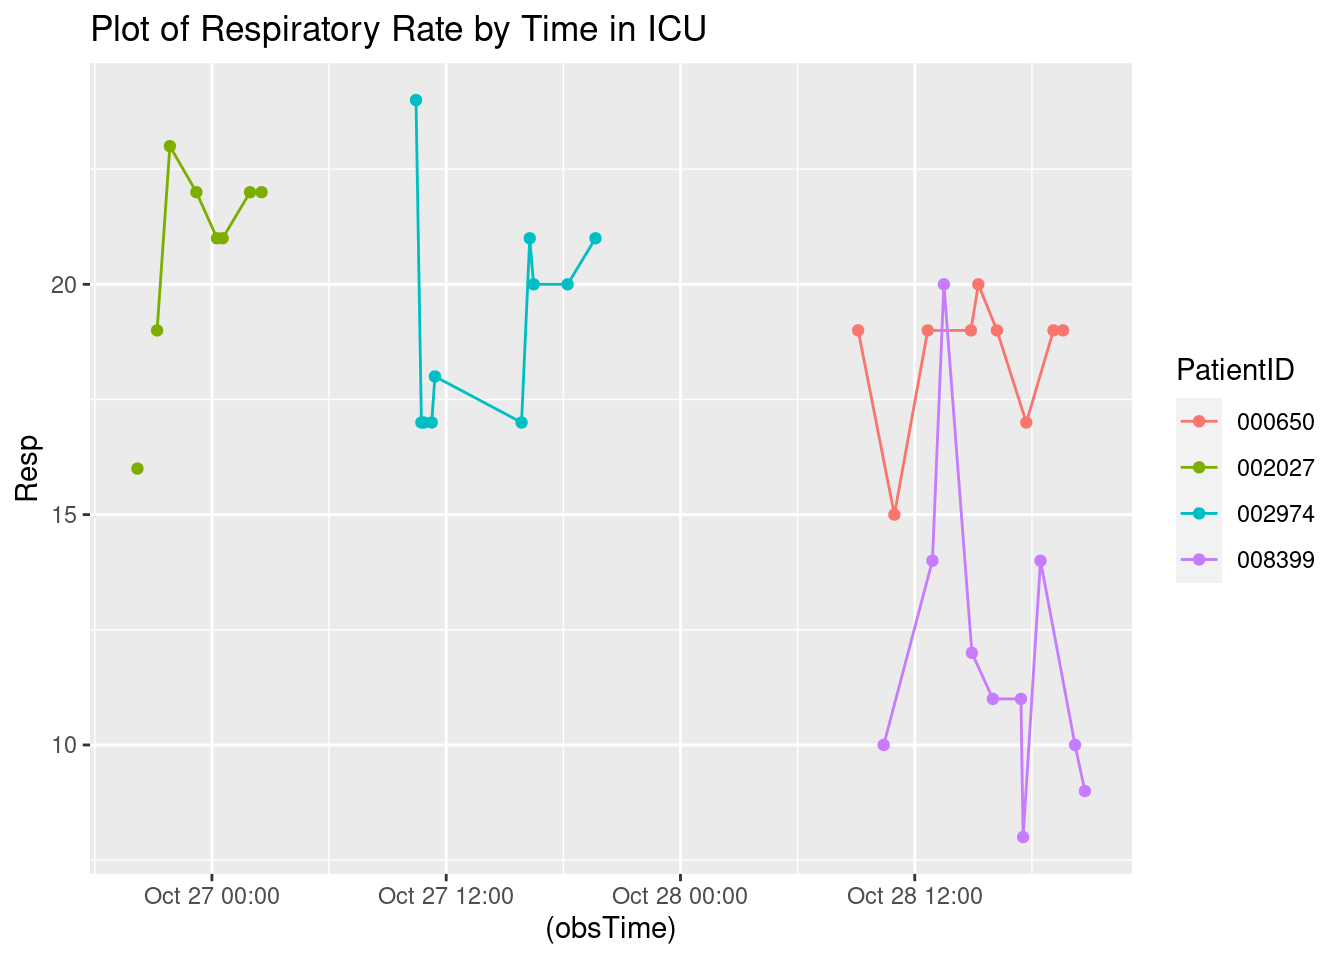 Plot of Respiratory Rate by Time in ICU
Resp
20
15
10
Oct 27 00:00
Oct 27 12:00
Oct 28 00:00
Oct 28 12:00
(obsTime)
PatientID
000650
002027
002974
008399